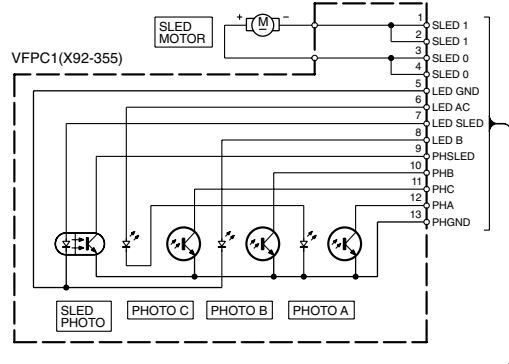 SLED
MOTOR
+ M −
VFPC1(X92-355)
1 SLED 1
2 SLED 1
3 SLED 0
4 SLED 0
5 LED GND
6 LED AC
7 LED SLED
8 LED B
9 PHSLED
10 PHB
11 PHC
12 PHA
13 PHGND
SLED
PHOTO
PHOTO C
PHOTO B
PHOTO A